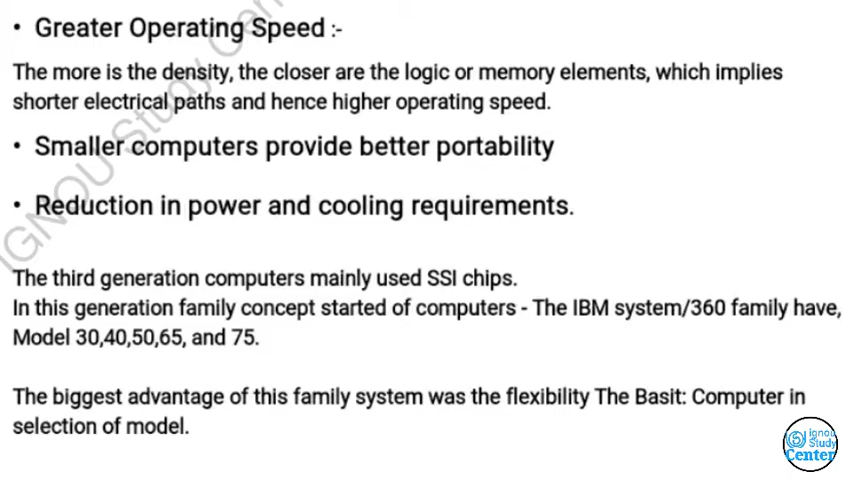 • Greater Operating Speed :-
The more is the density, the closer are the logic or memory elements, which implies
shorter electrical paths and hence higher operating speed.
• Smaller computers provide better portability
• Reduction in power and cooling requirements.
The third generation computers mainly used SSI chips.
In this generation family concept started of computers - The IBM system/360 family have,
Model 30,40,50,65, and 75.
The biggest advantage of this family system was the flexibility The Basit: Computer in
selection of model.
IGNOU Study Cen
ignou
Study
Center